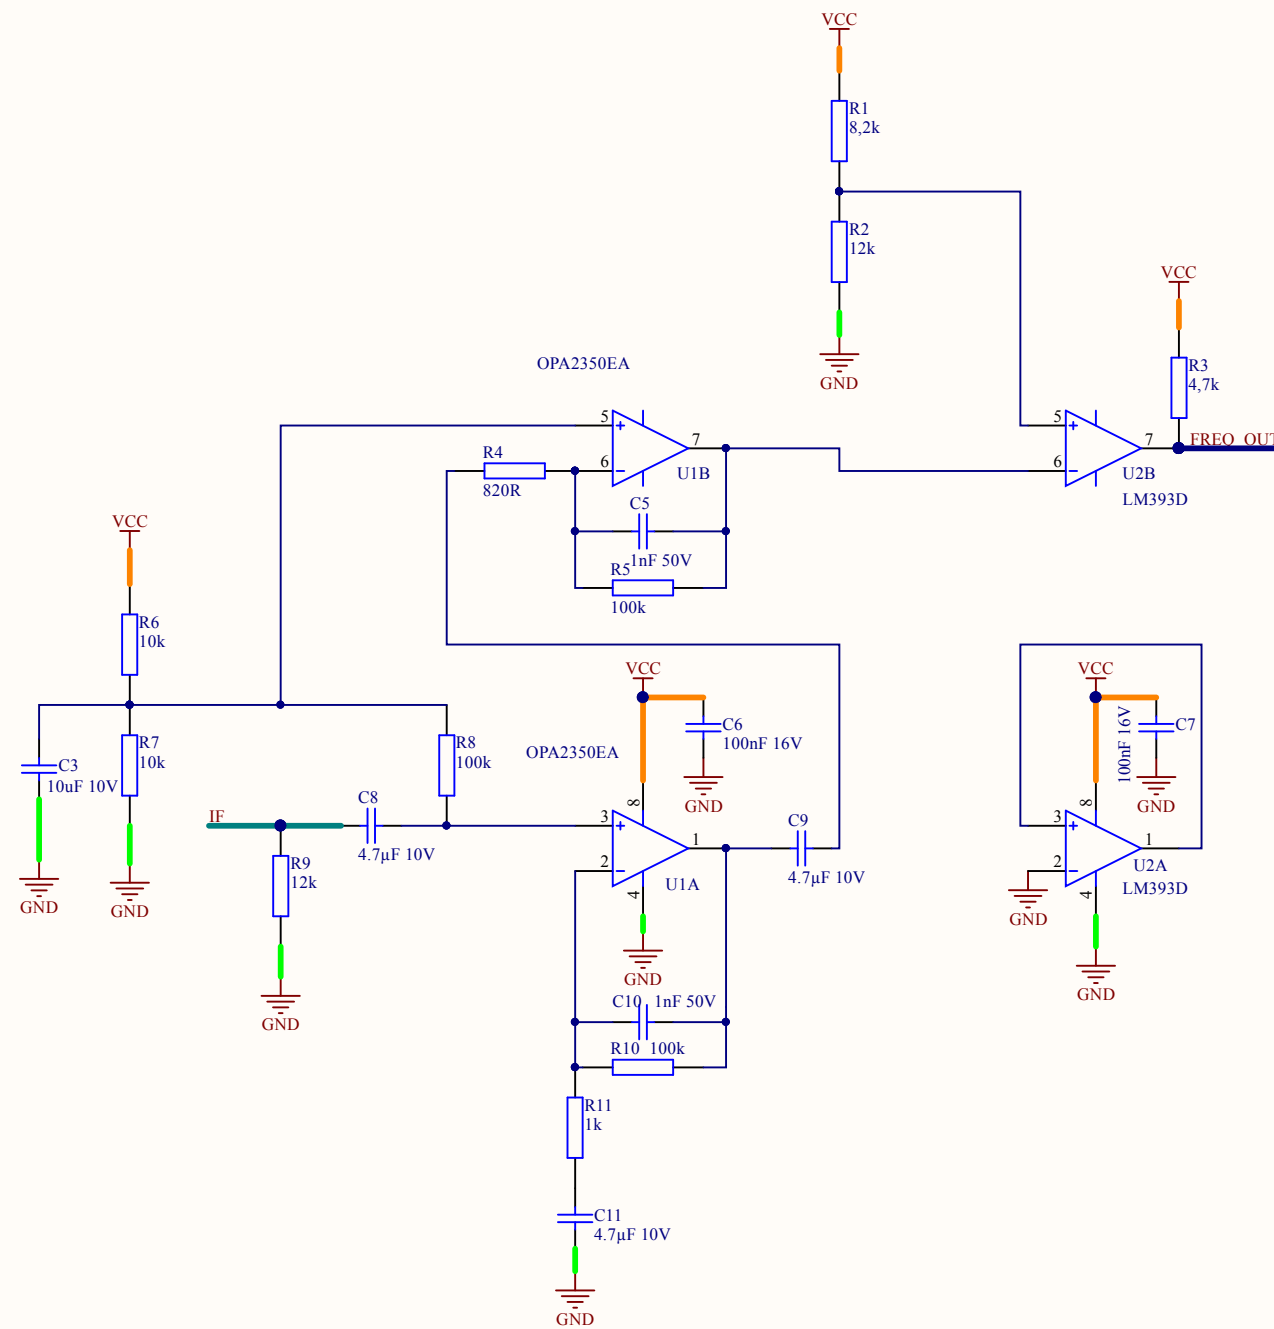 VCC
R1
8,2k
R2
12k
GND
VCC
R3
4,7k
FREQ_OUT
OPA2350EA
5
6
7
U1B
R4
820R
C5
1nF 50V
R5
100k
5
6
7
U2B
LM393D
VCC
R6
10k
R7
10k
C3
10uF 10V
GND
GND
R8
100k
IF
C8
4.7µF 10V
R9
12k
GND
VCC
C6
100nF 16V
GND
OPA2350EA
8
3
2
1
4
U1A
GND
C9
4.7µF 10V
C10 1nF 50V
R10 100k
R11
1k
C11
4.7µF 10V
GND
VCC
C7
100nF 16V
GND
8
3
2
1
4
U2A
LM393D
GND
GND